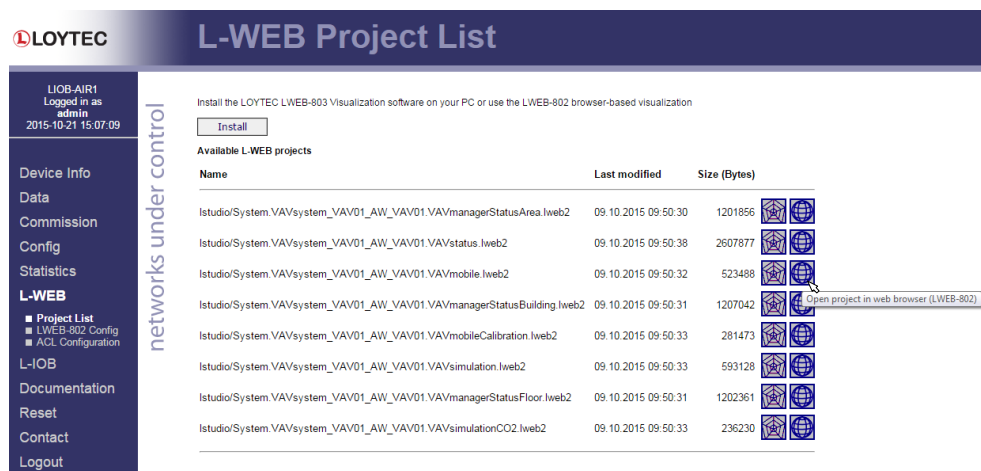 LOYTEC
L-WEB Project List
LIOB-AIR1
Logged in as
admin
2015-10-21 15:07:09
Device Info
Data
Commission
Config
Statistics
L-WEB
Project List
LWEB-802 Config
ACL Configuration
L-IOB
Documentation
Reset
Contact
Logout
networks under control
Install the LOYTEC LWEB-803 Visualization software on your PC or use the LWEB-802 browser-based visualization
Install
Available L-WEB projects
Name Last modified Size (Bytes)
lstudio/System.VAVsystem_VAV01_AW_VAV01.VAVmanagerStatusArea.lweb2 09.10.2015 09:50:30 1201856
lstudio/System.VAVsystem_VAV01_AW_VAV01.VAVstatus.lweb2 09.10.2015 09:50:38 2607877
lstudio/System.VAVsystem_VAV01_AW_VAV01.VAVmobile.lweb2 09.10.2015 09:50:32 523488
lstudio/System.VAVsystem_VAV01_AW_VAV01.VAVmanagerStatusBuilding.lweb2 09.10.2015 09:50:31 1207042
Open project in web browser (LWEB-802)
lstudio/System.VAVsystem_VAV01_AW_VAV01.VAVmobileCalibration.lweb2 09.10.2015 09:50:33 281473
lstudio/System.VAVsystem_VAV01_AW_VAV01.VAVsimulation.lweb2 09.10.2015 09:50:33 593128
lstudio/System.VAVsystem_VAV01_AW_VAV01.VAVmanagerStatusFloor.lweb2 09.10.2015 09:50:31 1202361
lstudio/System.VAVsystem_VAV01_AW_VAV01.VAVsimulationCO2.lweb2 09.10.2015 09:50:33 236230